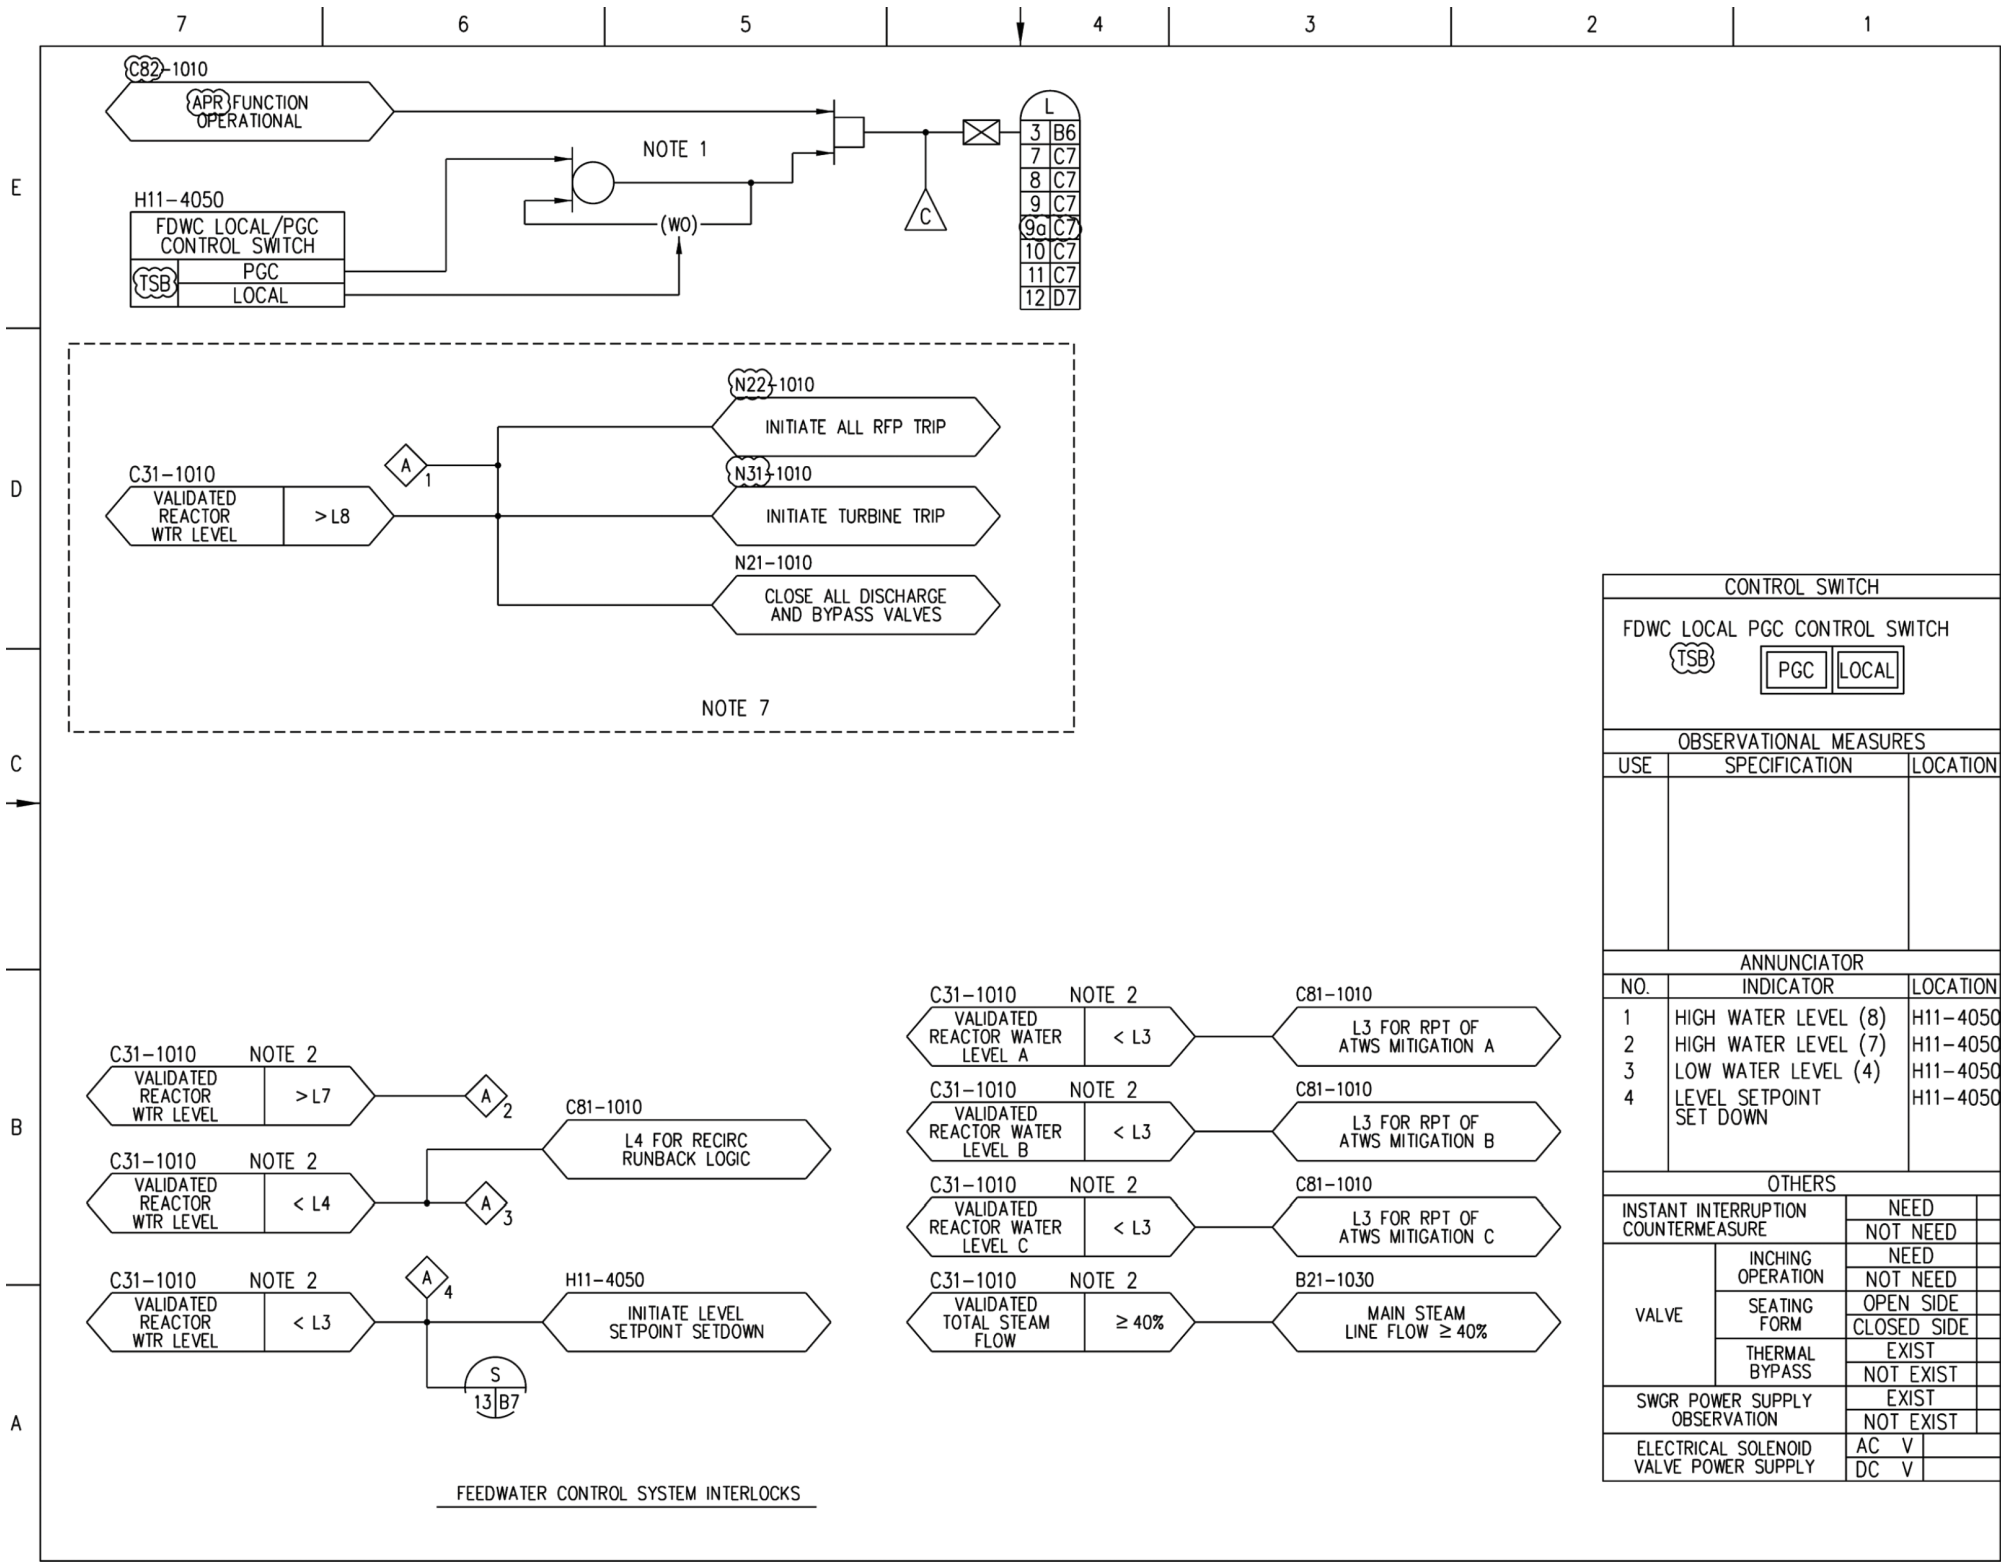 7 6 5 4 3 2 1
E
D
C
B
A
C82-1010
APR FUNCTION
OPERATIONAL
NOTE 1
H11-4050
FDWC LOCAL/PGC
CONTROL SWITCH
TSB
PGC
LOCAL
(WO)
C
L
3 B6
7 C7
8 C7
9 C7
9a C7
10 C7
11 C7
12 D7
C31-1010
VALIDATED
REACTOR
WTR LEVEL
> L8
A
1
N22-1010
INITIATE ALL RFP TRIP
N31-1010
INITIATE TURBINE TRIP
N21-1010
CLOSE ALL DISCHARGE
AND BYPASS VALVES
NOTE 7
C31-1010 NOTE 2
VALIDATED
REACTOR
WTR LEVEL
> L7
A
2
C31-1010 NOTE 2
VALIDATED
REACTOR
WTR LEVEL
< L4
A
3
C81-1010
L4 FOR RECIRC
RUNBACK LOGIC
C31-1010 NOTE 2
VALIDATED
REACTOR
WTR LEVEL
< L3
A
4
H11-4050
INITIATE LEVEL
SETPOINT SETDOWN
S
13 B7
C31-1010 NOTE 2
VALIDATED
REACTOR WATER
LEVEL A
< L3
C81-1010
L3 FOR RPT OF
ATWS MITIGATION A
C31-1010 NOTE 2
VALIDATED
REACTOR WATER
LEVEL B
< L3
C81-1010
L3 FOR RPT OF
ATWS MITIGATION B
C31-1010 NOTE 2
VALIDATED
REACTOR WATER
LEVEL C
< L3
C81-1010
L3 FOR RPT OF
ATWS MITIGATION C
C31-1010 NOTE 2
VALIDATED
TOTAL STEAM
FLOW
≥ 40%
B21-1030
MAIN STEAM
LINE FLOW ≥ 40%
FEEDWATER CONTROL SYSTEM INTERLOCKS
CONTROL SWITCH
FDWC LOCAL PGC CONTROL SWITCH
TSB
PGC LOCAL
OBSERVATIONAL MEASURES
USE SPECIFICATION LOCATION
ANNUNCIATOR
NO. INDICATOR LOCATION
1 HIGH WATER LEVEL (8) H11-4050
2 HIGH WATER LEVEL (7) H11-4050
3 LOW WATER LEVEL (4) H11-4050
4 LEVEL SETPOINT H11-4050
SET DOWN
OTHERS
INSTANT INTERRUPTION
COUNTERMEASURE
NEED
NOT NEED
VALVE
INCHING
OPERATION
NEED
NOT NEED
SEATING
FORM
OPEN SIDE
CLOSED SIDE
THERMAL
BYPASS
EXIST
NOT EXIST
SWGR POWER SUPPLY
OBSERVATION
EXIST
NOT EXIST
ELECTRICAL SOLENOID
VALVE POWER SUPPLY
AC V
DC V